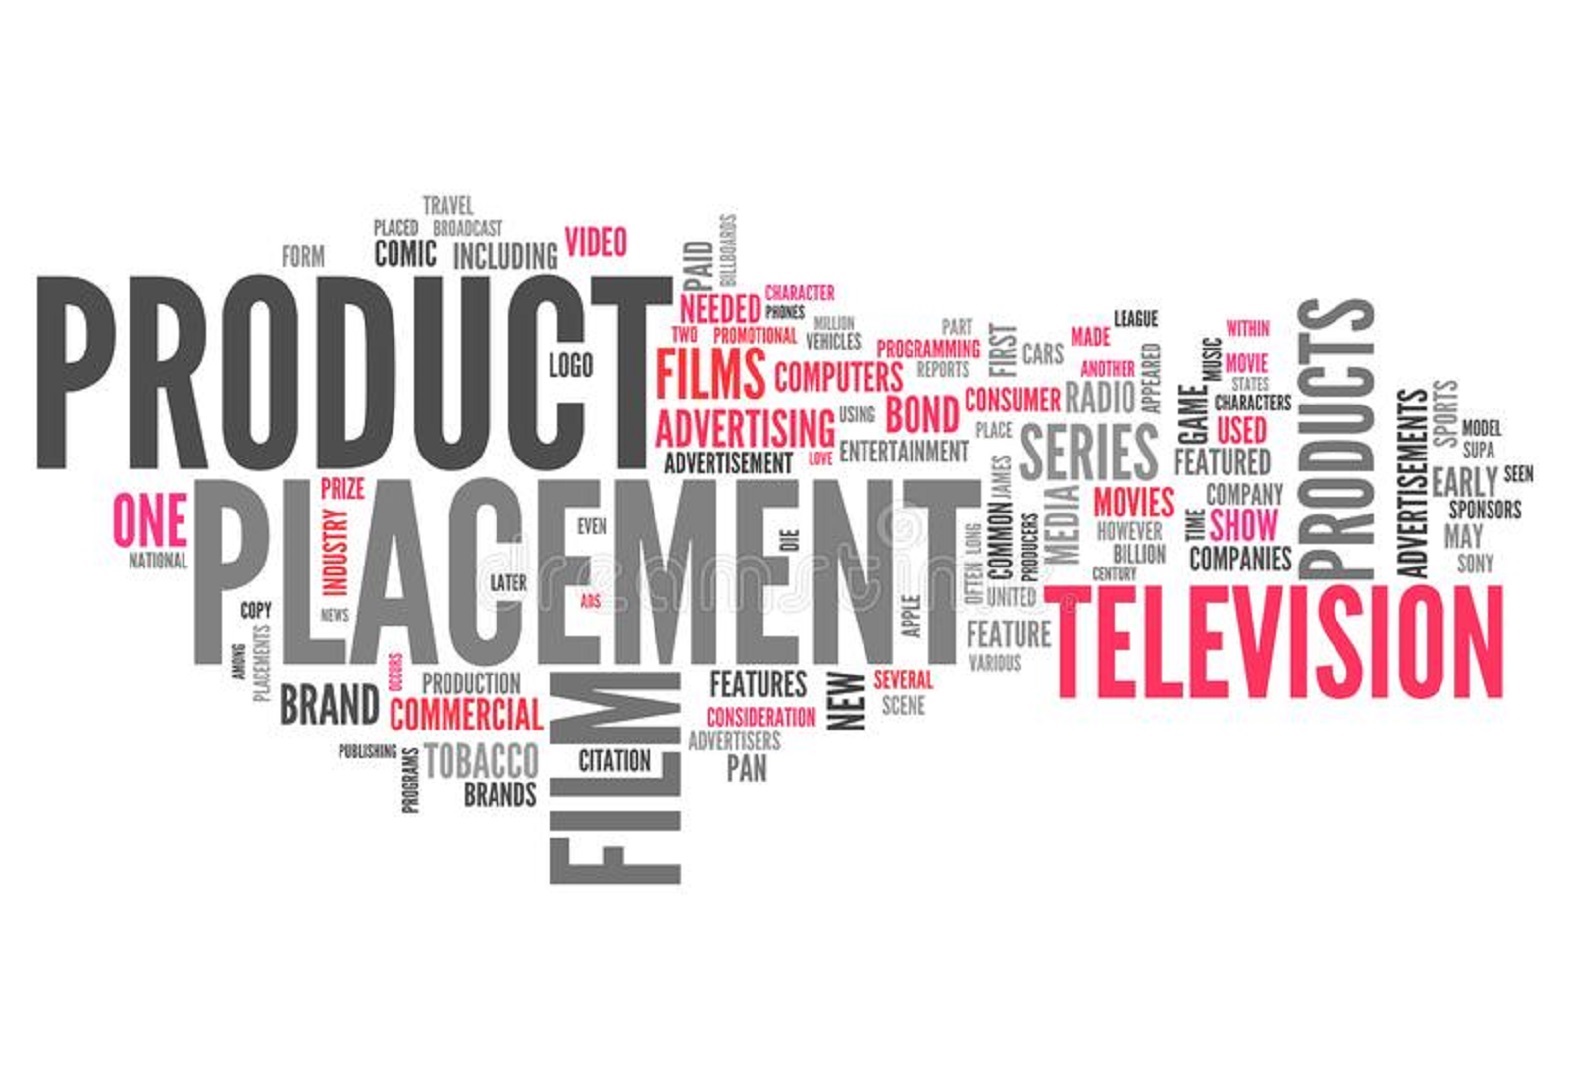 TRAVEL
PLACED BROADCAST
FORM COMIC INCLUDING VIDEO
PAID BILLBOARDS
PRODUCT
LOGO
NEEDED CHARACTER
PHONES
TWO PROMOTIONAL MILLION
VEHICLES
FILMS COMPUTERS
PROGRAMMING PART
REPORTS
FIRST CARS MADE LEAGUE
ANOTHER
ADVERTISING USING BOND CONSUMER RADIO APPEARED
ADVERTISEMENT LOVE ENTERTAINMENT PLACE SERIES
WITHIN
MUSIC MOVIE
STATES
GAME CHARACTERS
USED
FEATURED
PRODUCTS
ADVERTISEMENTS
SPORTS MODEL
SUPA
EARLY SEEN
SPONSORS
MAY
SONY
ONE
NATIONAL
PLACEMENT
PRIZE
INDUSTRY
NEWS
EVEN
LATER
ADS
DIE
APPLE
dreamstime
OFTEN LONG
COMMON JAMES
PRODUCERS
MEDIA
MOVIES
HOWEVER
BILLION
CENTURY
COMPANY
TIME SHOW
COMPANIES
UNITED
FEATURE
VARIOUS
TELEVISION
COPY
AMONG PLACEMENTS
BRAND OCCURS PRODUCTION
COMMERCIAL
PUBLISHING
PROGRAMS TOBACCO
BRANDS
FILM
CITATION
FEATURES
CONSIDERATION
ADVERTISERS
PAN
NEW SEVERAL
SCENE